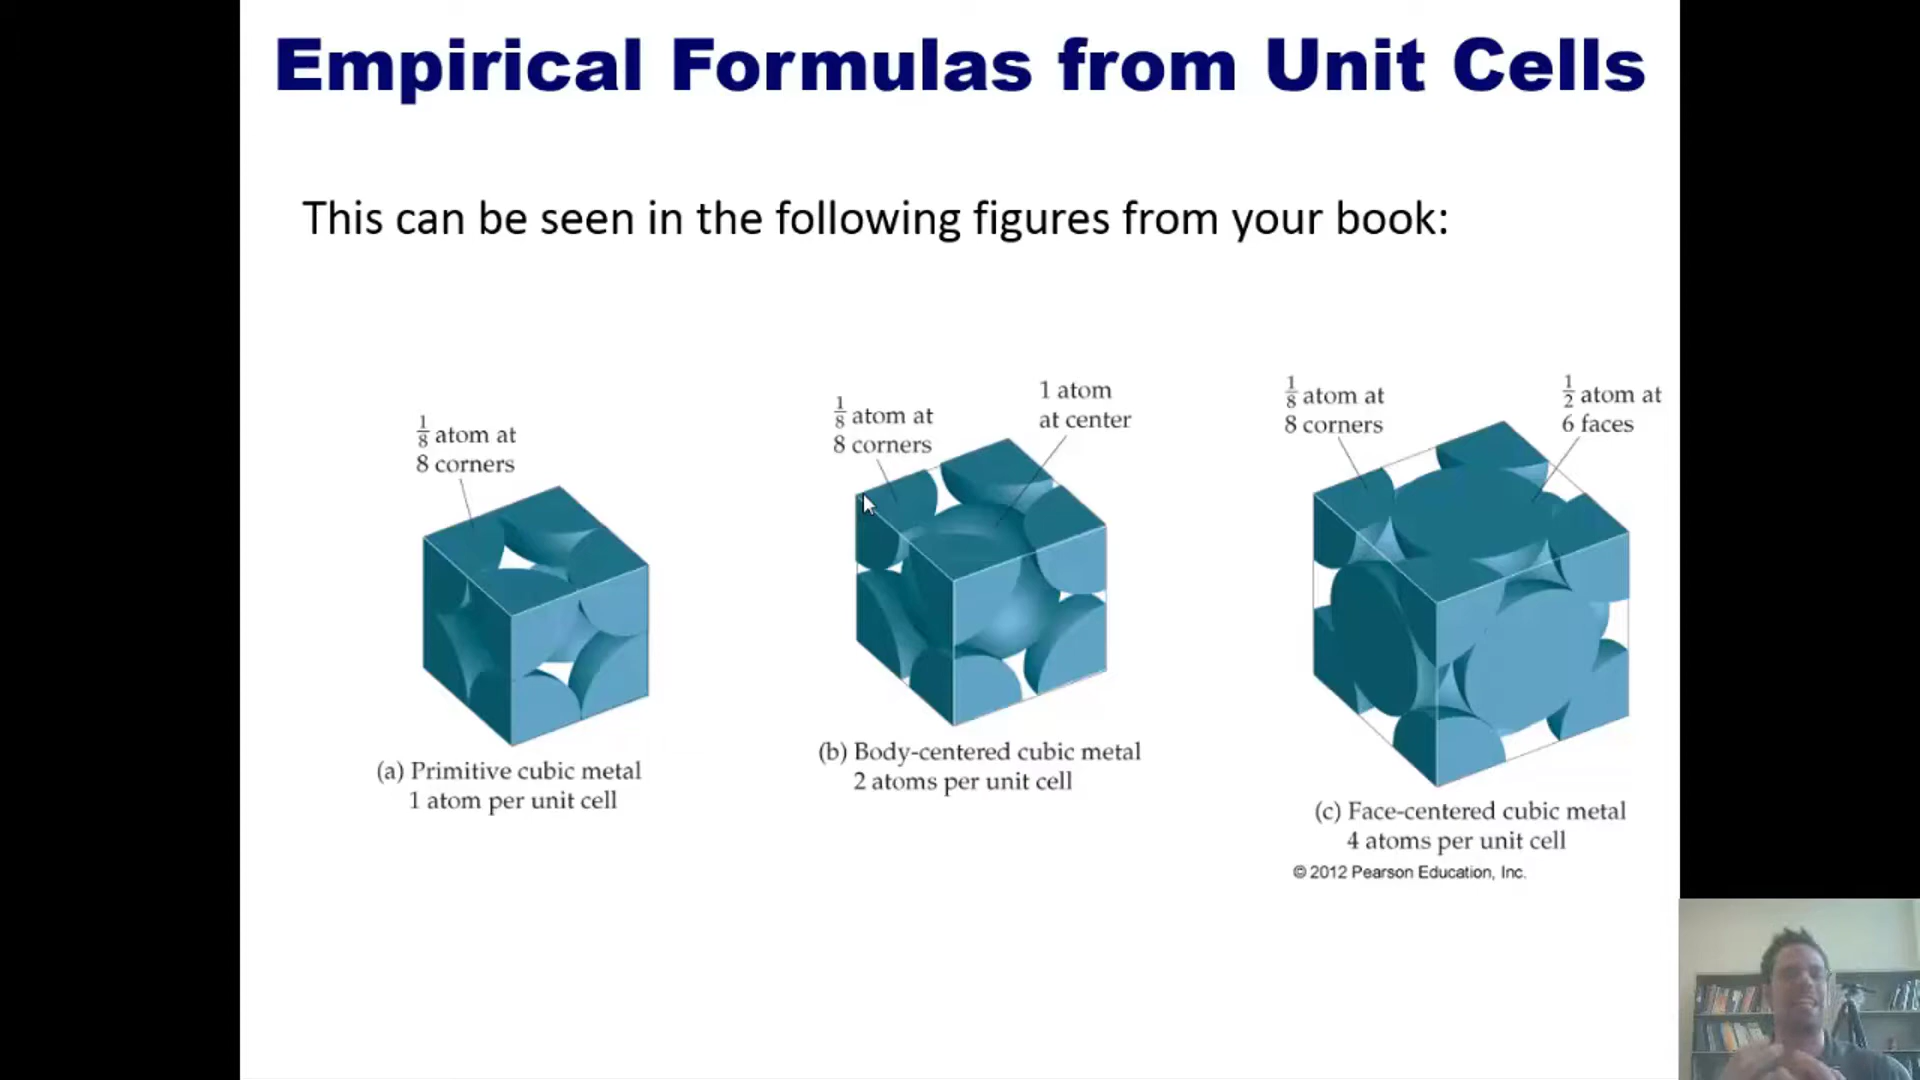 Empirical Formulas from Unit Cells
This can be seen in the following figures from your book:
1/8 atom at
8 corners
(a) Primitive cubic metal
1 atom per unit cell
1/8 atom at
8 corners
1 atom
at center
(b) Body-centered cubic metal
2 atoms per unit cell
1/8 atom at
8 corners
1/2 atom at
6 faces
(c) Face-centered cubic metal
4 atoms per unit cell
© 2012 Pearson Education, Inc.